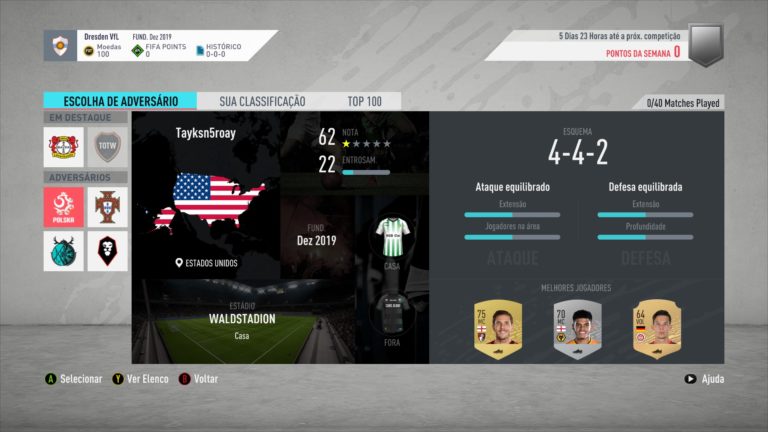 Dresden VfL
FUND. Dez 2019
Moedas
100
FIFA POINTS
0
HISTÓRICO
0-0-0
5 Dias 23 Horas até a próx. competição
PONTOS DA SEMANA 0
ESCOLHA DE ADVERSÁRIO
SUA CLASSIFICAÇÃO
TOP 100
0/40 Matches Played
EM DESTAQUE
TOTW
ADVERSÁRIOS
POLSKA
Tayksn5roay
ESTADOS UNIDOS
62
NOTA
22
ENTROSAM
FUND.
Dez 2019
CASA
FORA
ESTÁDIO
WALDSTADION
Casa
ESQUEMA
4-4-2
Ataque equilibrado
Extensão
Jogadores na área
ATAQUE
Defesa equilibrada
Extensão
Profundidade
DEFESA
MELHORES JOGADORES
75
MC
70
MC
64
VOL
A Selecionar
Y Ver Elenco
B Voltar
Ajuda